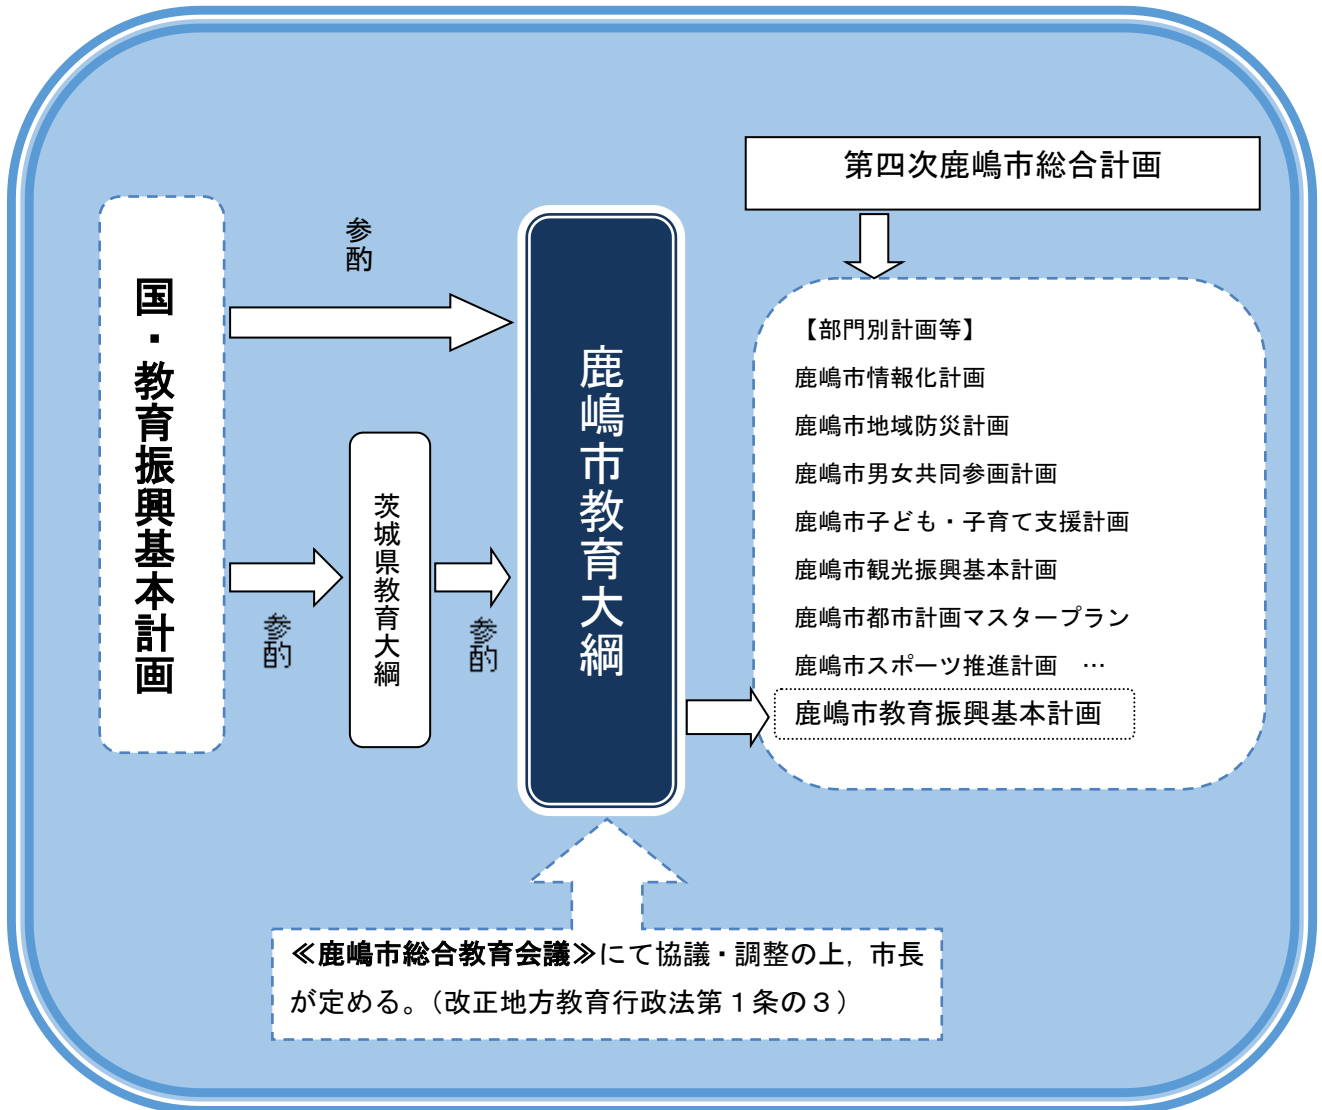 第四次鹿嶋市総合計画
国・教育振興基本計画
参酌
参酌
茨城県教育大綱
参酌
鹿嶋市教育大綱
【部門別計画等】
鹿嶋市情報化計画
鹿嶋市地域防災計画
鹿嶋市男女共同参画計画
鹿嶋市子ども・子育て支援計画
鹿嶋市観光振興基本計画
鹿嶋市都市計画マスタープラン
鹿嶋市スポーツ推進計画　…
鹿嶋市教育振興基本計画
≪鹿嶋市総合教育会議≫にて協議・調整の上，市長
が定める。（改正地方教育行政法第１条の３）